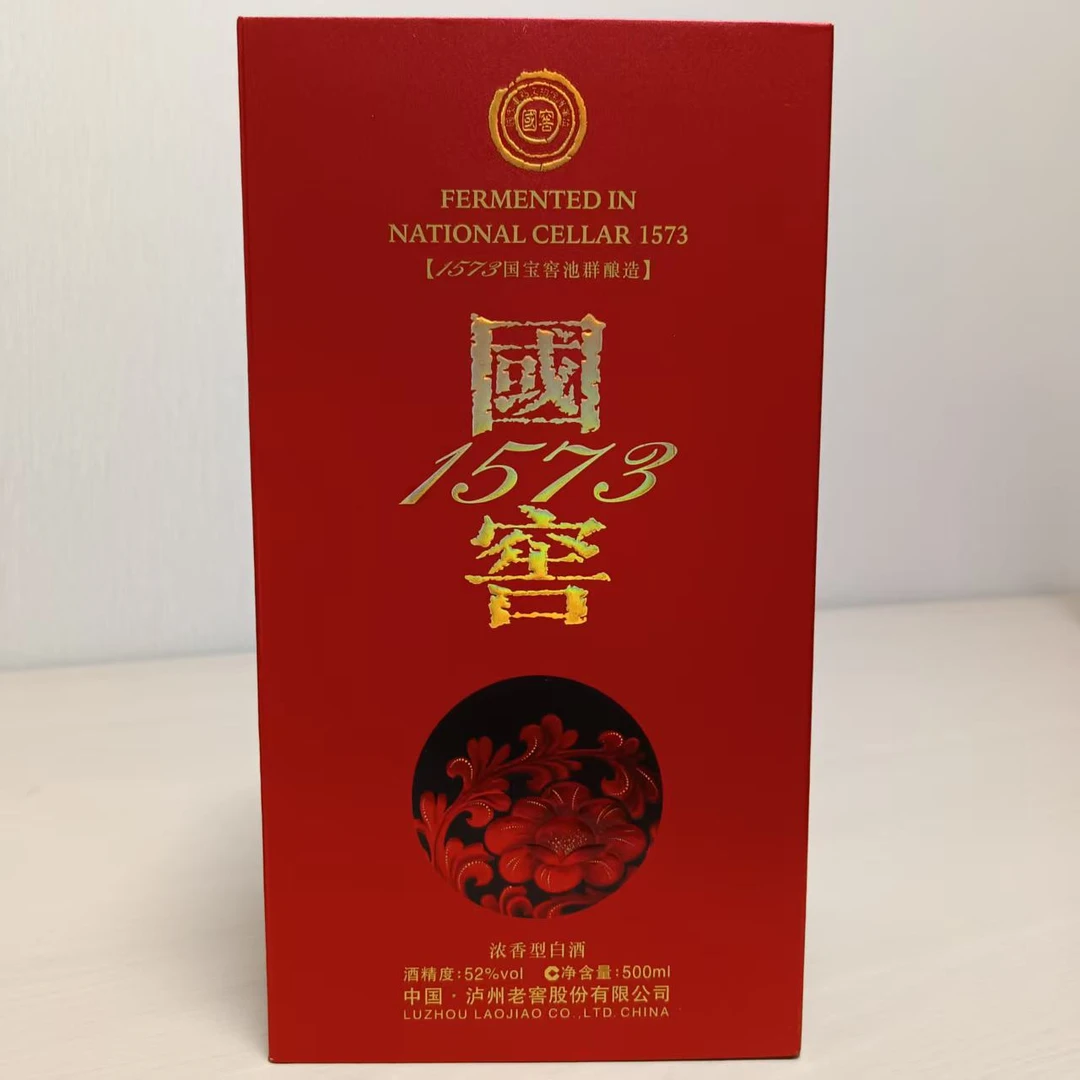 國窖
FERMENTED IN
NATIONAL CELLAR 1573
【1573国宝窖池群酿造】
國
1573
窖
浓香型白酒
酒精度:52%vol C净含量:500ml
中国·泸州老窖股份有限公司
LUZHOU LAOJIAO CO.,LTD.CHINA